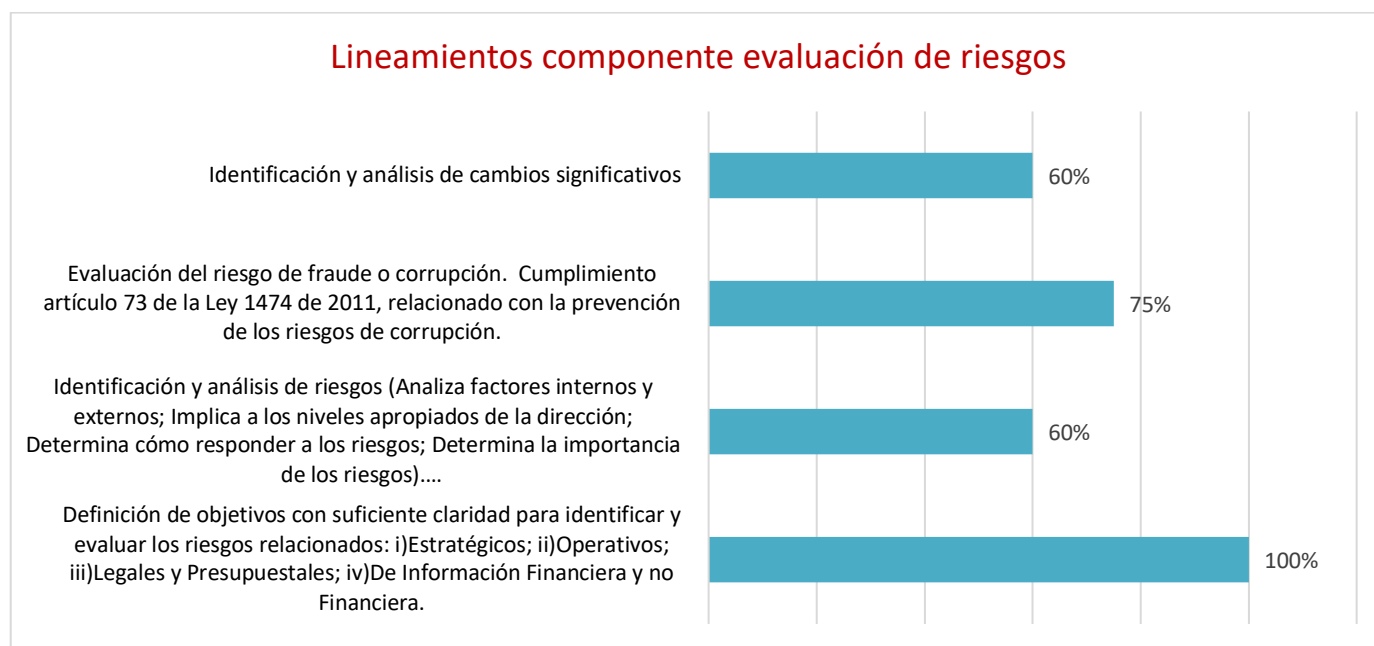 Lineamientos componente evaluación de riesgos
Identificación y análisis de cambios significativos
60%
Evaluación del riesgo de fraude o corrupción.  Cumplimiento
artículo 73 de la Ley 1474 de 2011, relacionado con la prevención
de los riesgos de corrupción.
75%
Identificación y análisis de riesgos (Analiza factores internos y
externos; Implica a los niveles apropiados de la dirección;
Determina cómo responder a los riesgos; Determina la importancia
de los riesgos)....
60%
Definición de objetivos con suficiente claridad para identificar y
evaluar los riesgos relacionados: i)Estratégicos; ii)Operativos;
iii)Legales y Presupuestales; iv)De Información Financiera y no
Financiera.
100%